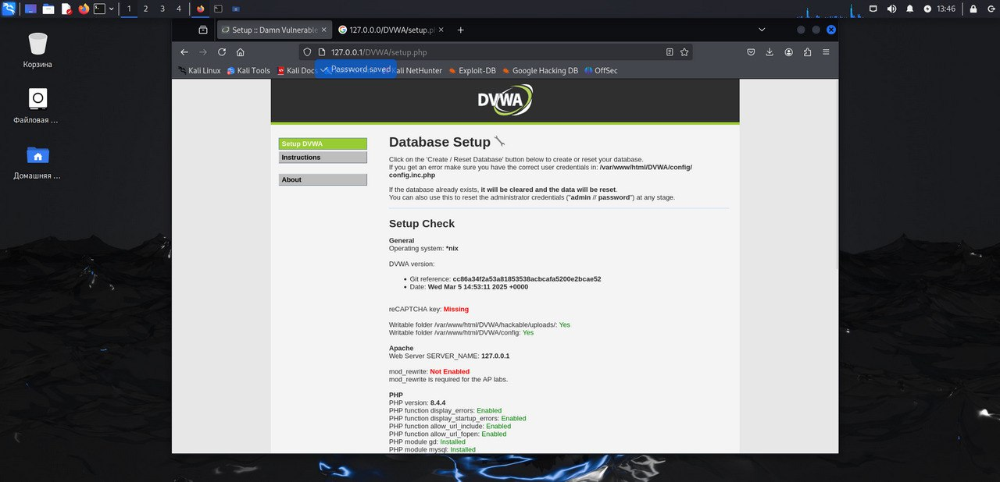 1 2 3 4
13:46
Setup :: Damn Vulnerable
127.0.0.0/DVWA/setup.p
127.0.0.1/DVWA/setup.php
Kali Linux Kali Tools Kali Docs Kali NetHunter Exploit-DB Google Hacking DB OffSec
Password saved
Корзина
Файловая ...
Домашняя ...
DVWA
Setup DVWA
Instructions
About
Database Setup
Click on the 'Create / Reset Database' button below to create or reset your database.
If you get an error make sure you have the correct user credentials in: /var/www/html/DVWA/config/
config.inc.php
If the database already exists, it will be cleared and the data will be reset.
You can also use this to reset the administrator credentials ("admin // password") at any stage.
Setup Check
General
Operating system: *nix
DVWA version:
• Git reference: cc86a34f2a53a81853538acbcafa5200e2bcae52
• Date: Wed Mar 5 14:53:11 2025 +0000
reCAPTCHA key: Missing
Writable folder /var/www/html/DVWA/hackable/uploads/: Yes
Writable folder /var/www/html/DVWA/config: Yes
Apache
Web Server SERVER_NAME: 127.0.0.1
mod_rewrite: Not Enabled
mod_rewrite is required for the AP labs.
PHP
PHP version: 8.4.4
PHP function display_errors: Enabled
PHP function display_startup_errors: Enabled
PHP function allow_url_include: Enabled
PHP function allow_url_fopen: Enabled
PHP module gd: Installed
PHP module mysql: Installed